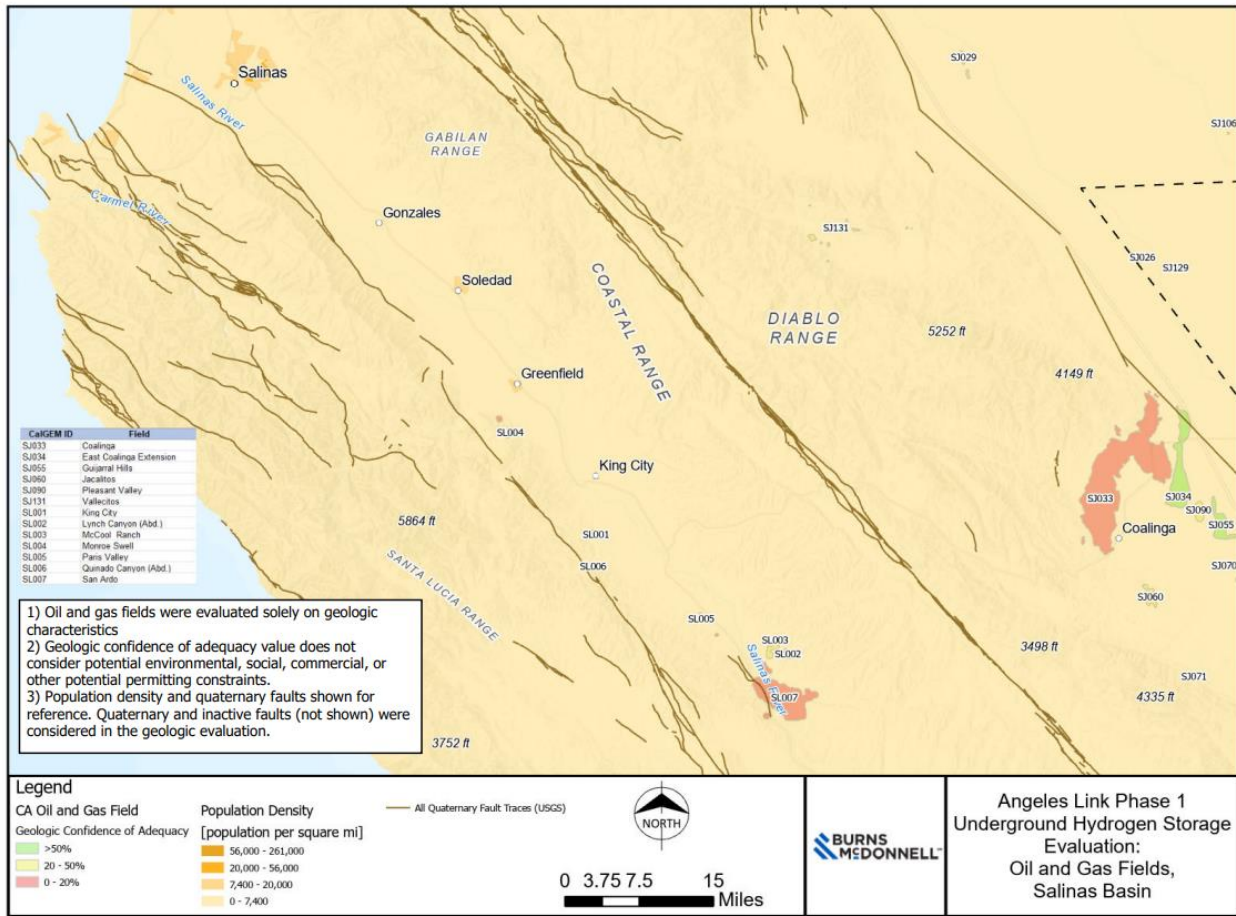 Salinas
Salinas River
GABILAN
RANGE
Carmel River
Gonzales
Soledad
Greenfield
SL004
King City
COASTAL RANGE
DIABLO
RANGE
SJ029
SJ106
SJ131
SJ026
SJ129
5252 ft
4149 ft
SJ033
SJ034
SJ090
SJ055
Coalinga
SJ070
SJ060
5864 ft
SL001
SL006
SANTA LUCIA RANGE
SL005
SL003
SL002
Salinas River
SL007
3498 ft
SJ071
4335 ft
3752 ft
CalGEM ID Field
SJ033 Coalinga
SJ034 East Coalinga Extension
SJ055 Guijarral Hills
SJ060 Jacalitos
SJ090 Pleasant Valley
SJ131 Vallecitos
SL001 King City
SL002 Lynch Canyon (Abd.)
SL003 McCool Ranch
SL004 Monroe Swell
SL005 Paris Valley
SL006 Quinado Canyon (Abd.)
SL007 San Ardo
1) Oil and gas fields were evaluated solely on geologic
characteristics
2) Geologic confidence of adequacy value does not
consider potential environmental, social, commercial, or
other potential permitting constraints.
3) Population density and quaternary faults shown for
reference. Quaternary and inactive faults (not shown) were
considered in the geologic evaluation.
Legend
CA Oil and Gas Field
Geologic Confidence of Adequacy
>50%
20 - 50%
0 - 20%
Population Density
[population per square mi]
56,000 - 261,000
20,000 - 56,000
7,400 - 20,000
0 - 7,400
All Quaternary Fault Traces (USGS)
NORTH
0 3.75 7.5 15
Miles
BURNS
McDONNELL
Angeles Link Phase 1
Underground Hydrogen Storage
Evaluation:
Oil and Gas Fields,
Salinas Basin